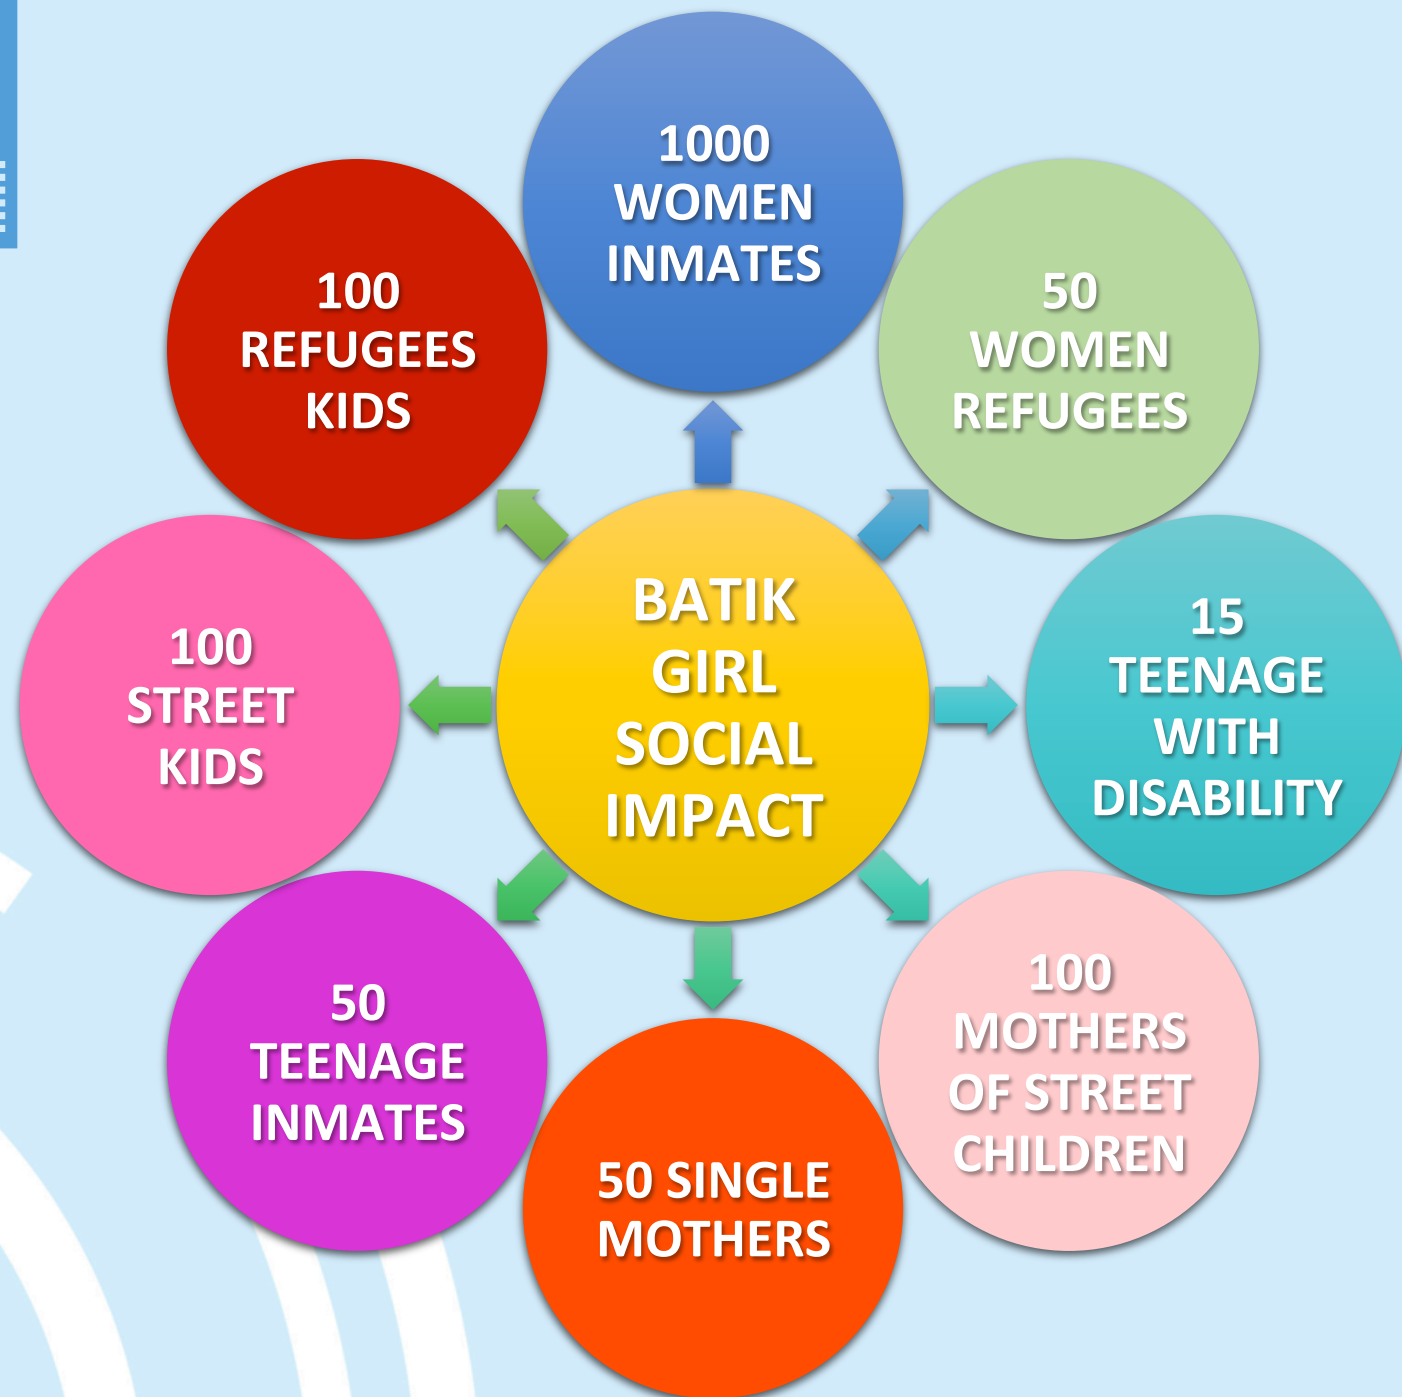 1000
WOMEN
INMATES
50
WOMEN
REFUGEES
15
TEENAGE
WITH
DISABILITY
100
MOTHERS
OF STREET
CHILDREN
50 SINGLE
MOTHERS
50
TEENAGE
INMATES
100
STREET
KIDS
100
REFUGEES
KIDS
BATIK
GIRL
SOCIAL
IMPACT